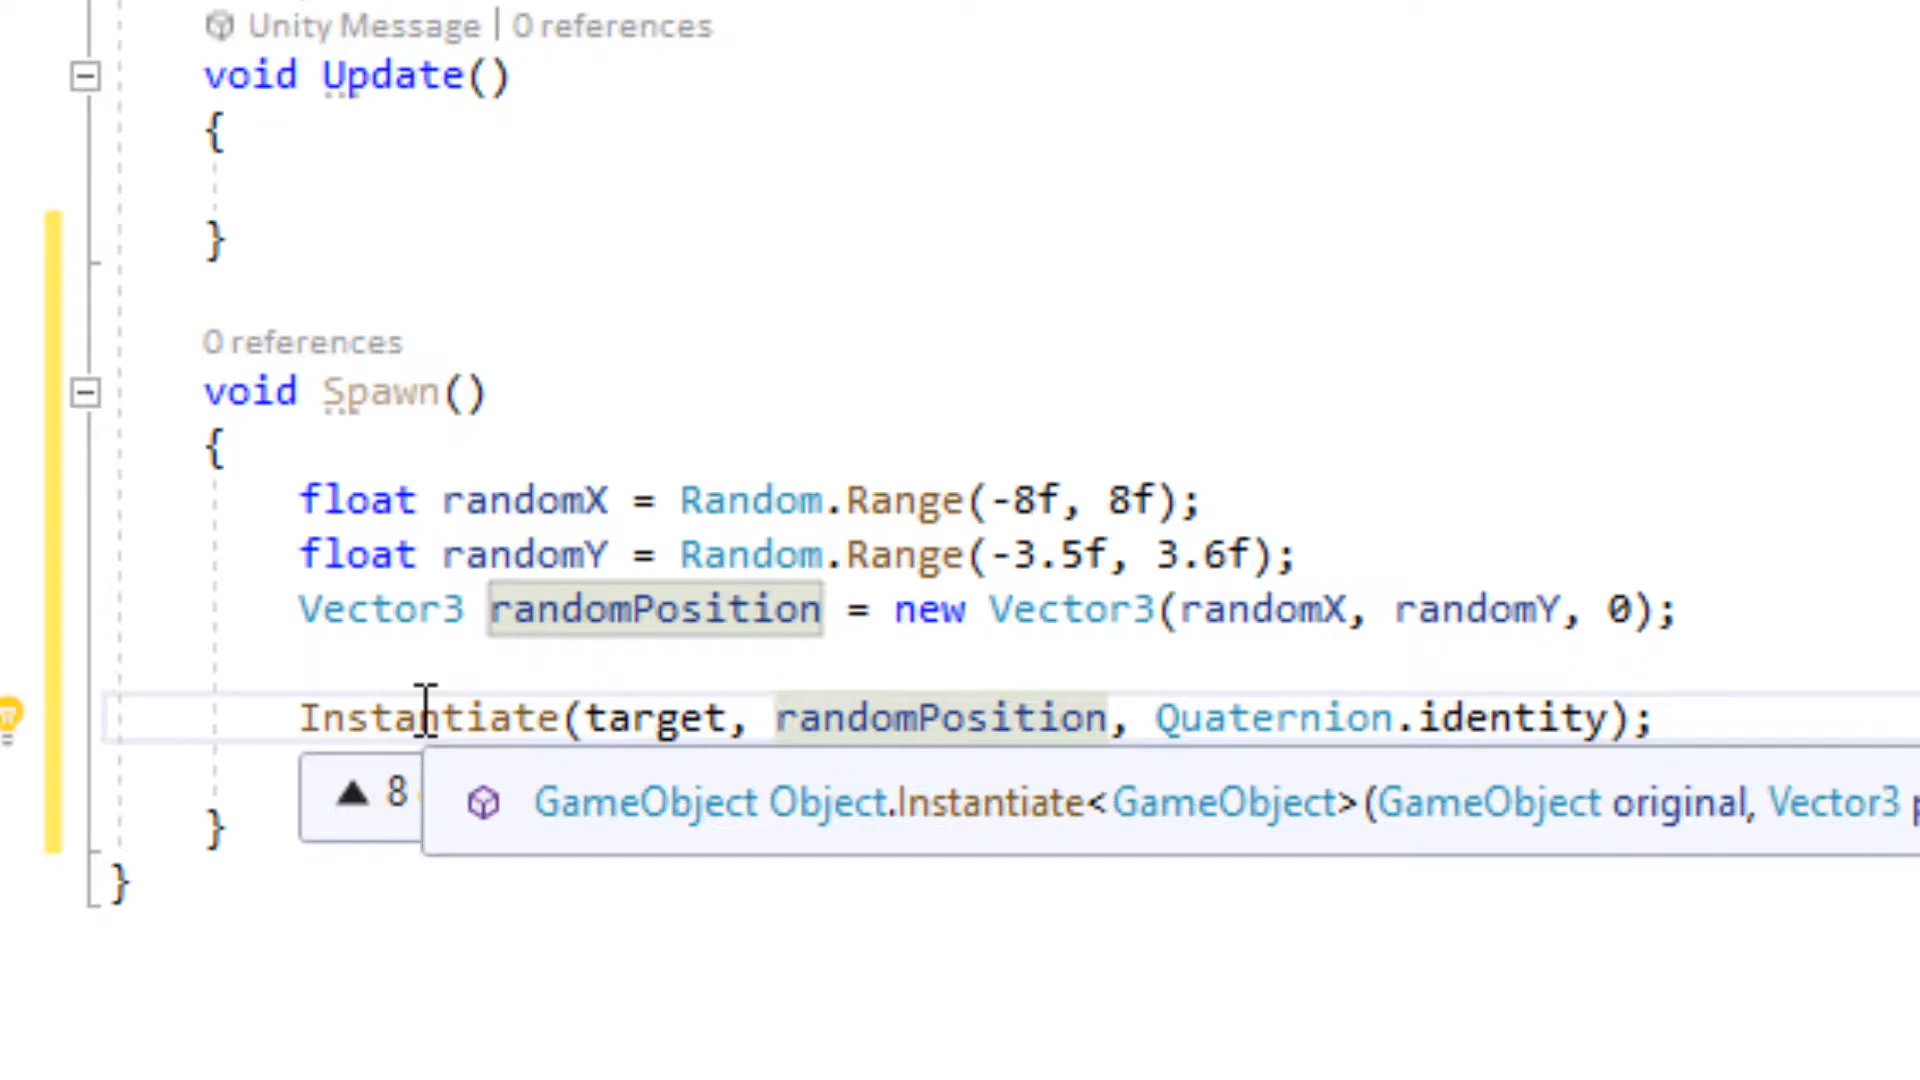 Unity Message | 0 references
void Update()
{
}
0 references
void Spawn()
{
float randomX = Random.Range(-8f, 8f);
float randomY = Random.Range(-3.5f, 3.6f);
Vector3 randomPosition = new Vector3(randomX, randomY, 0);
Instantiate(target, randomPosition, Quaternion.identity);
▲ 8 GameObject Object.Instantiate<GameObject>(GameObject original, Vector3 p
}
}